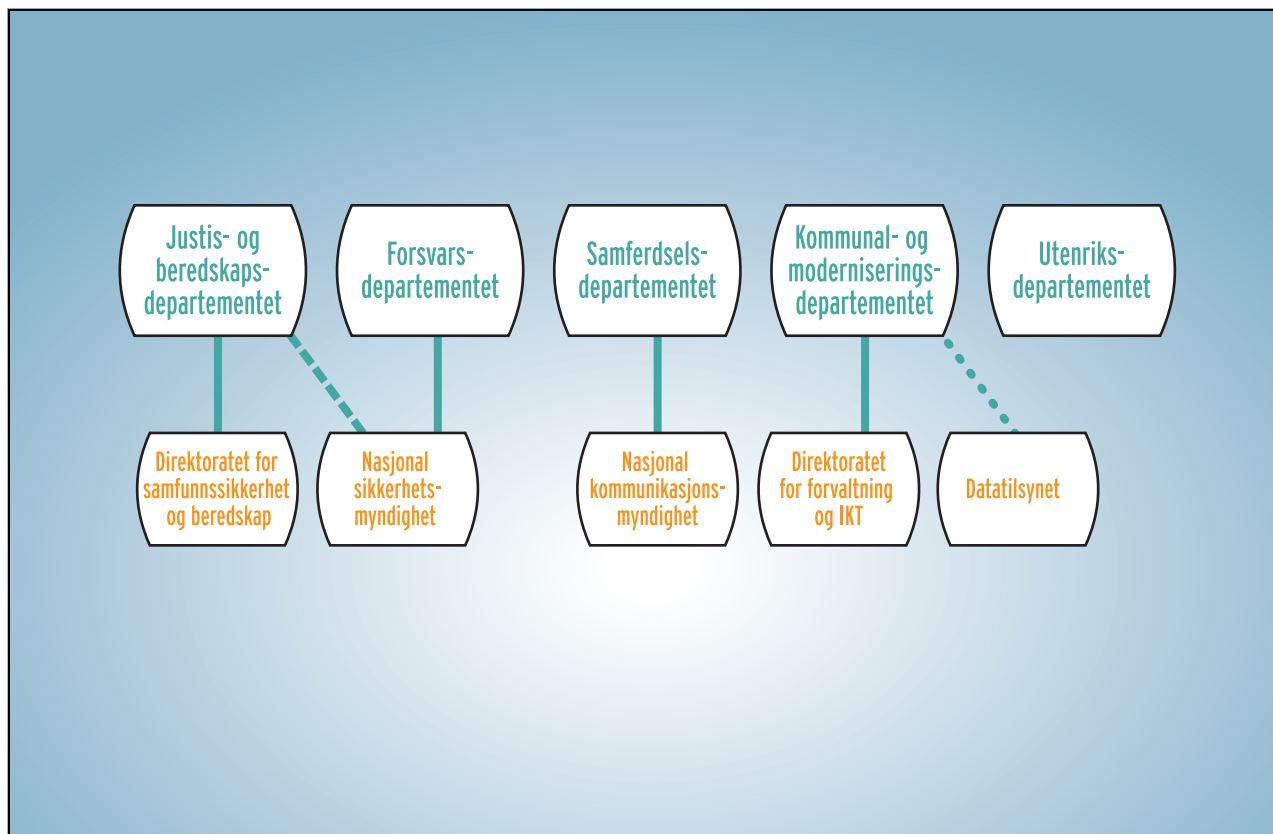 Justis- og
beredskaps-
departementet
Forsvars-
departementet
Samferdsels-
departementet
Kommunal- og
moderniserings-
departementet
Utenriks-
departementet
Direktoratet for
samfunnssikkerhet
og beredskap
Nasjonal
sikkerhets-
myndighet
Nasjonal
kommunikasjons-
myndighet
Direktoratet
for forvaltning
og IKT
Datatilsynet